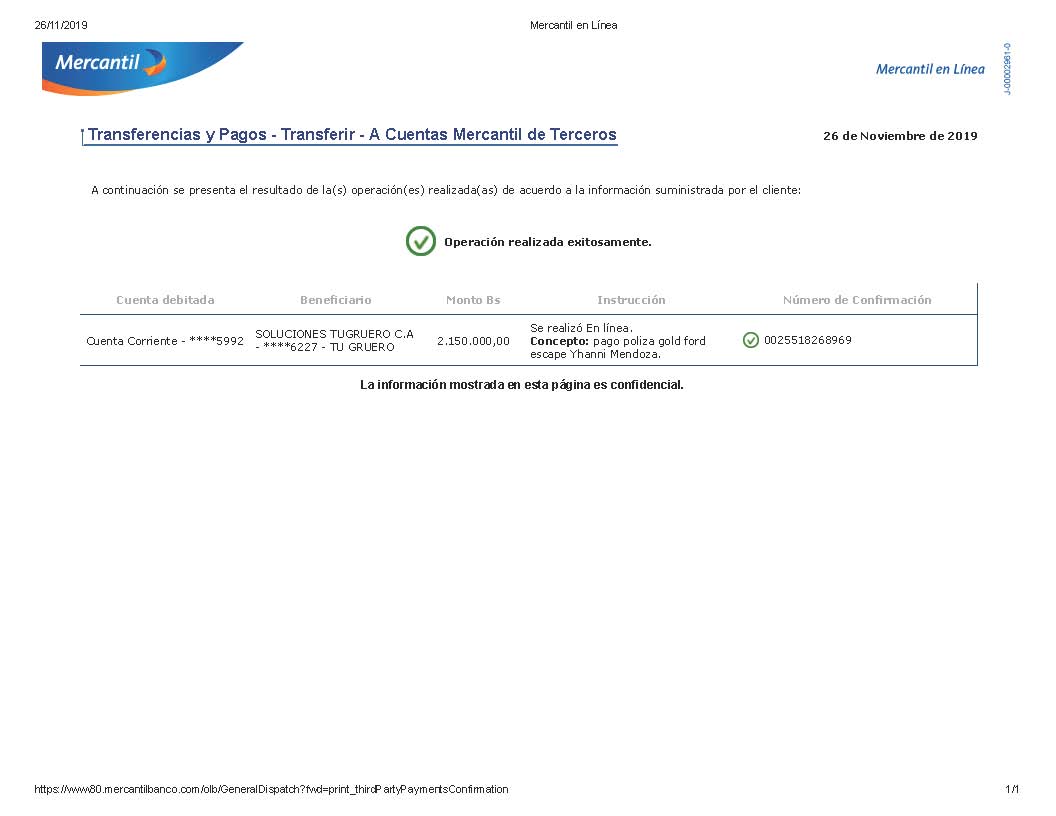 26/11/2019
Mercantil en Línea
Mercantil
Mercantil en Línea
J-00002961-0
Transferencias y Pagos - Transferir - A Cuentas Mercantil de Terceros
26 de Noviembre de 2019
A continuación se presenta el resultado de la(s) operación(es) realizada(as) de acuerdo a la información suministrada por el cliente:
Operación realizada exitosamente.
Cuenta debitada Beneficiario Monto Bs Instrucción Número de Confirmación
Cuenta Corriente - ****5992
SOLUCIONES TUGRUERO C.A
- ****6227 - TU GRUERO
2.150.000,00
Se realizó En línea.
Concepto: pago poliza gold ford
escape Yhanni Mendoza.
0025518268969
La información mostrada en esta página es confidencial.
https://www80.mercantilbanco.com/olb/GeneralDispatch?fwd=print_thirdPartyPaymentsConfirmation
1/1